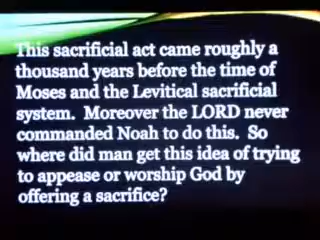 This sacrificial act came roughly a
thousand years before the time of
Moses and the Levitical sacrificial
system.  Moreover the LORD never
commanded Noah to do this.  So
where did man get this idea of trying
to appease or worship God by
offering a sacrifice?